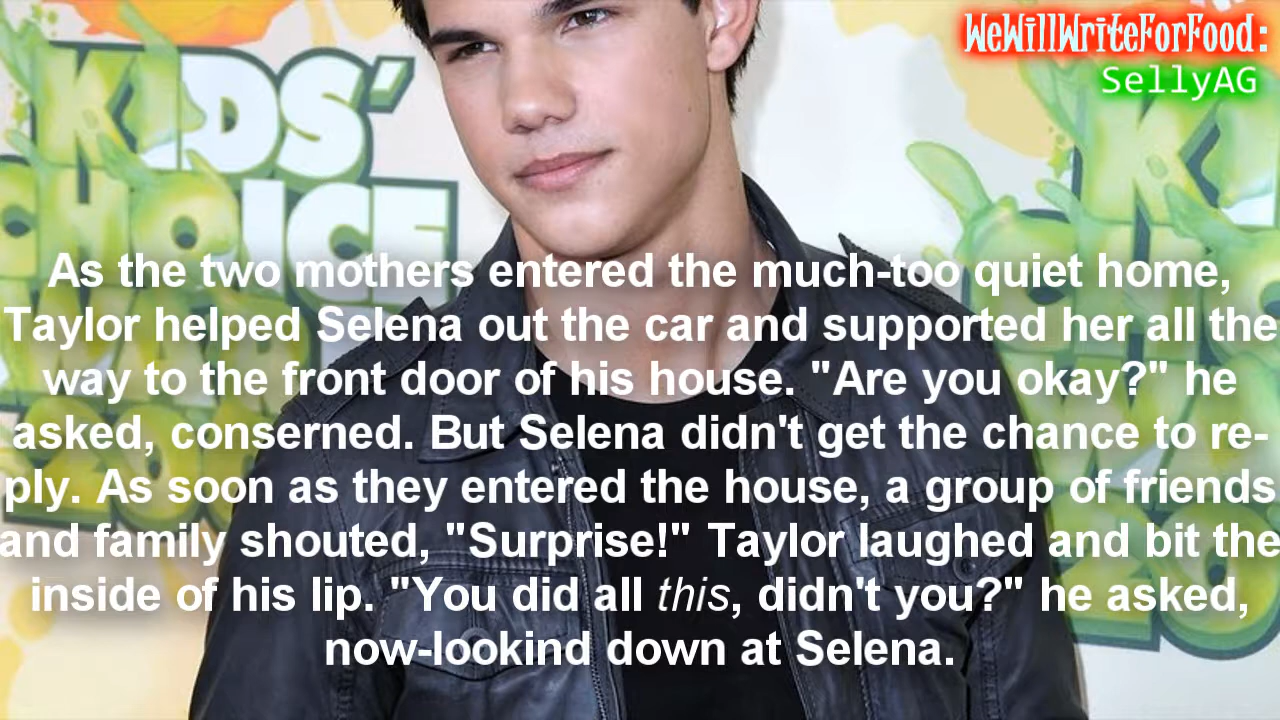 WeWillWriteForFood:
SellyAG
KIDS'
CHOICE
As the two mothers entered the much-too quiet home,
Taylor helped Selena out the car and supported her all the
way to the front door of his house. "Are you okay?" he
asked, conserned. But Selena didn't get the chance to re-
ply. As soon as they entered the house, a group of friends
and family shouted, "Surprise!" Taylor laughed and bit the
inside of his lip. "You did all this, didn't you?" he asked,
now-lookind down at Selena.